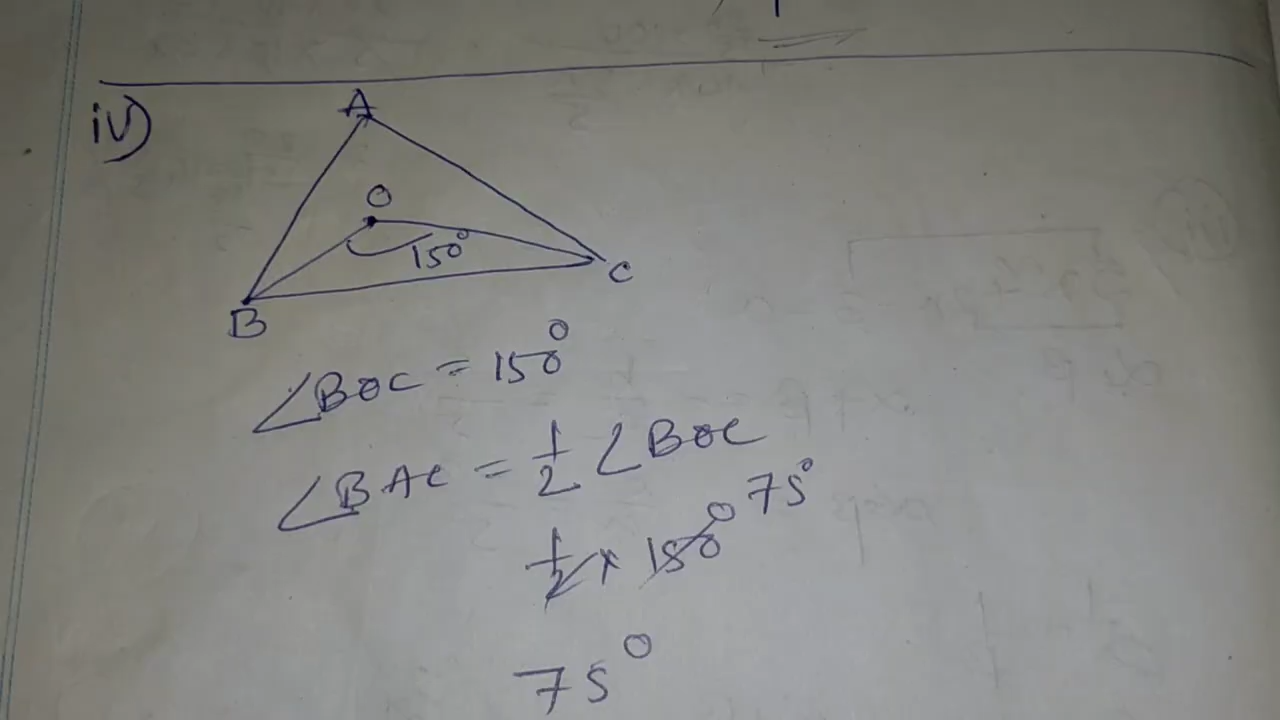 iv)
A
O
150°
B
C
∠BOC = 150°
∠BAC = 1/2 ∠BOC
1/2 × 150° 75°
75°